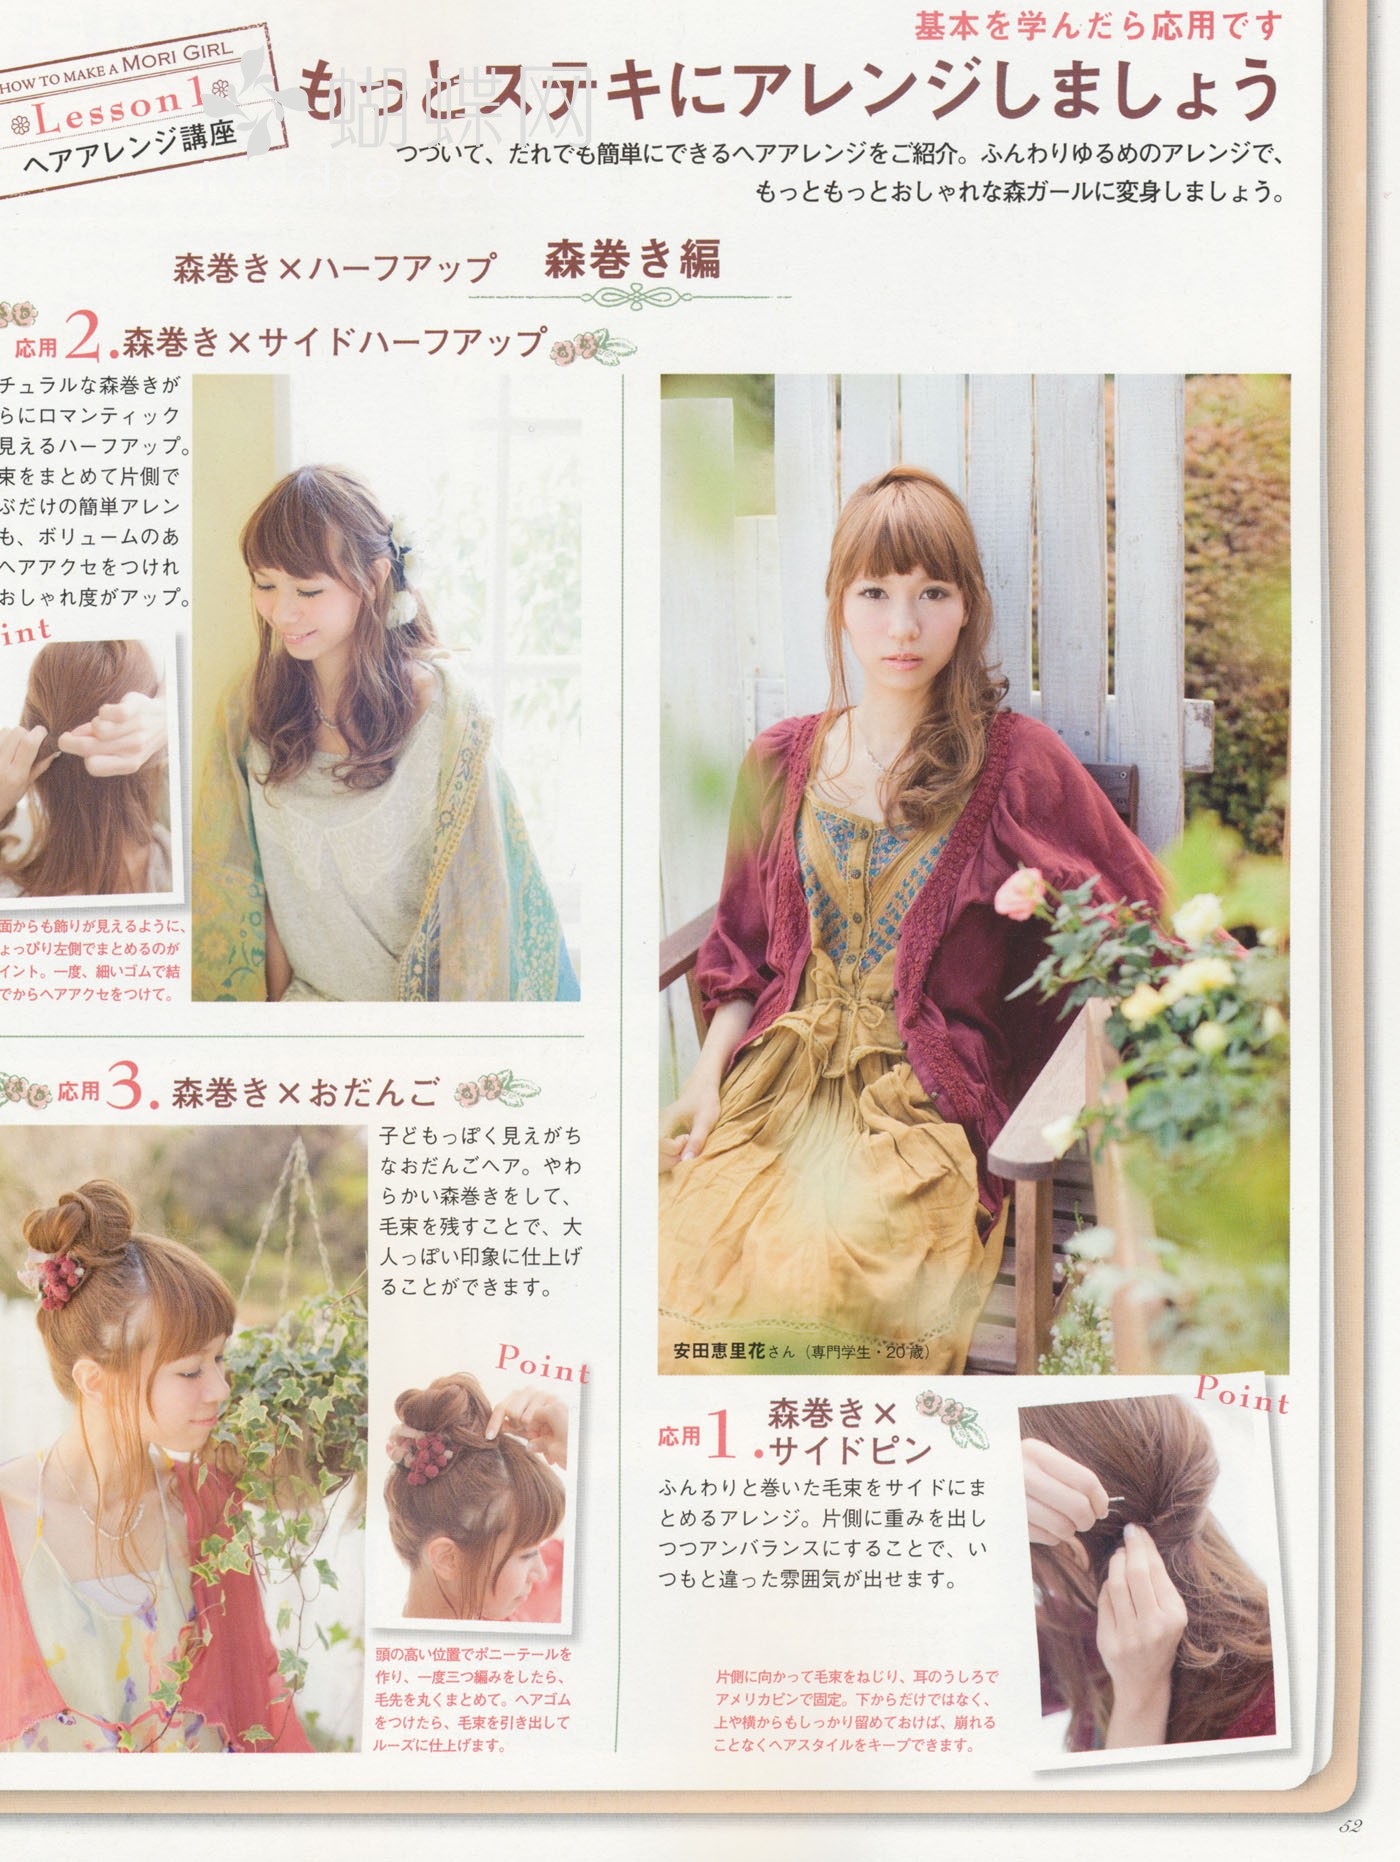 HOW TO MAKE A MORI GIRL
Lesson 1
ヘアアレンジ講座
蝴蝶网
基本を学んだら応用です
もっとステキにアレンジしましょう
つづいて、だれでも簡単にできるヘアアレンジをご紹介。ふんわりゆるめのアレンジで、
もっともっとおしゃれな森ガールに変身しましょう。
森巻き×ハーフアップ
森巻き編
応用2.森巻き×サイドハーフアップ
チュラルな森巻きが
らにロマンティック
見えるハーフアップ。
束をまとめて片側で
ぶだけの簡単アレン
も、ボリュームのあ
ヘアアクセをつけれ
おしゃれ度がアップ。
int
面からも飾りが見えるように、
ょっぴり左側でまとめるのが
イント。一度、細いゴムで結
でからヘアアクセをつけて。
応用3.森巻き×おだんご
子どもっぽく見えがち
なおだんごヘア。やわ
らかい森巻きをして、
毛束を残すことで、大
人っぽい印象に仕上げ
ることができます。
Point
頭の高い位置でポニーテールを
作り、一度三つ編みをしたら、
毛先を丸くまとめて。ヘアゴム
をつけたら、毛束を引き出して
ルーズに仕上げます。
安田恵里花さん（専門学生・20歳）
応用1.森巻き×
サイドピン
ふんわりと巻いた毛束をサイドにま
とめるアレンジ。片側に重みを出し
つつアンバランスにすることで、い
つもと違った雰囲気が出せます。
Point
片側に向かって毛束をねじり、耳のうしろで
アメリカピンで固定。下からだけではなく、
上や横からもしっかり留めておけば、崩れる
ことなくヘアスタイルをキープできます。
52